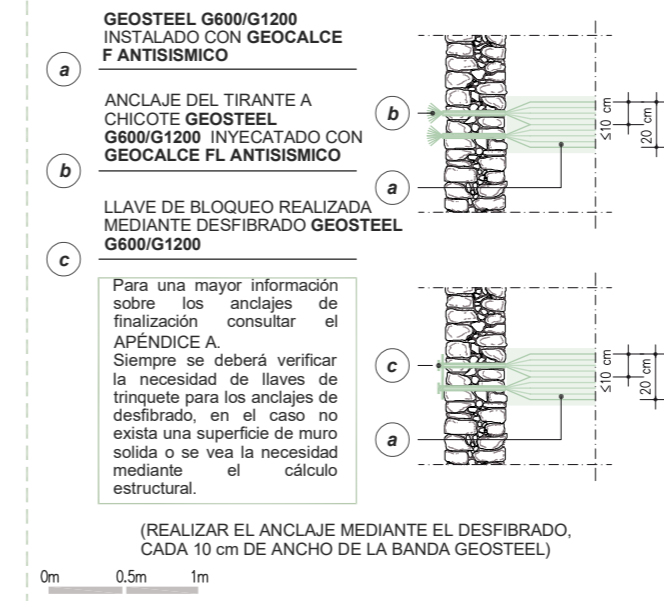 GEOSTEEL G600/G1200
INSTALADO CON GEOCALCE
F ANTISISMICO
a
ANCLAJE DEL TIRANTE A
CHICOTE GEOSTEEL
G600/G1200 INYECATADO CON
GEOCALCE FL ANTISISMICO
b
LLAVE DE BLOQUEO REALIZADA
MEDIANTE DESFIBRADO GEOSTEEL
G600/G1200
c
Para una mayor información
sobre los anclajes de
finalización consultar el
APÉNDICE A.
Siempre se deberá verificar
la necesidad de llaves de
trinquete para los anclajes de
desfibrado, en el caso no
exista una superficie de muro
solida o se vea la necesidad
mediante el cálculo
estructural.
b
a
≤10 cm
20 cm
c
a
≤10 cm
20 cm
(REALIZAR EL ANCLAJE MEDIANTE EL DESFIBRADO,
CADA 10 cm DE ANCHO DE LA BANDA GEOSTEEL)
0m 0.5m 1m